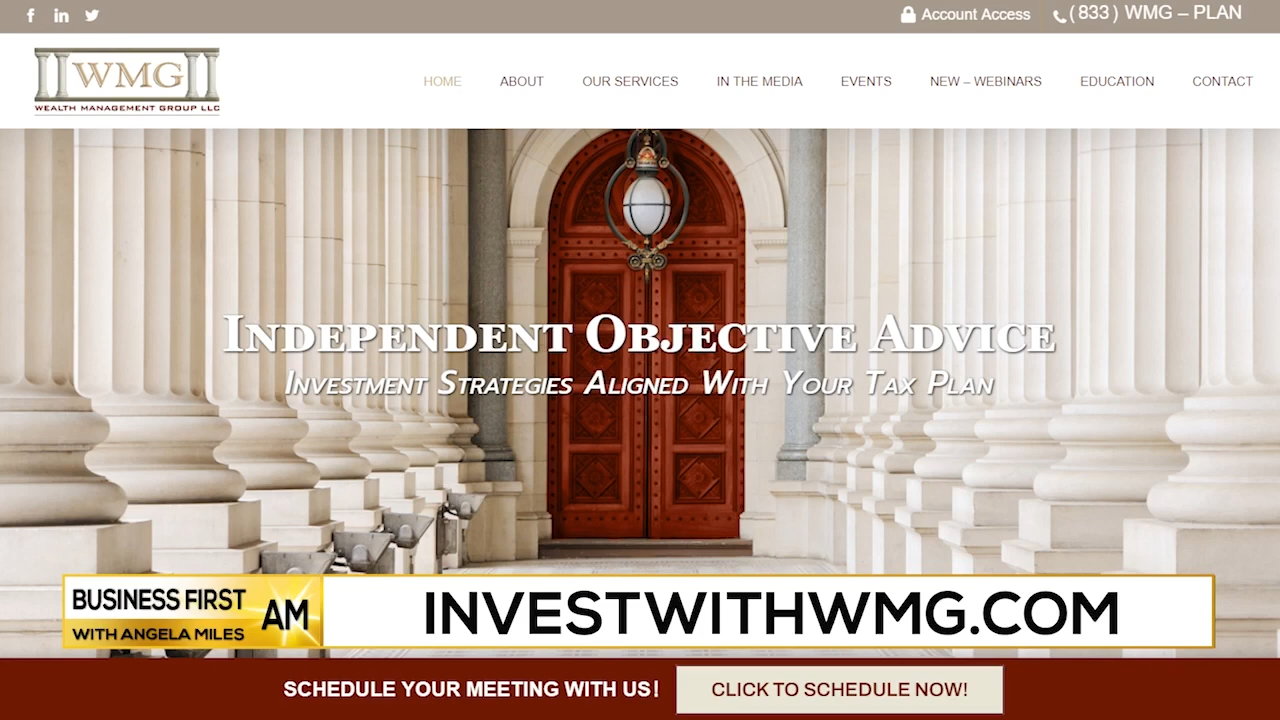 Account Access
(833) WMG – PLAN
WMG
WEALTH MANAGEMENT GROUP LLC
HOME
ABOUT
OUR SERVICES
IN THE MEDIA
EVENTS
NEW – WEBINARS
EDUCATION
CONTACT
INDEPENDENT OBJECTIVE ADVICE
INVESTMENT STRATEGIES ALIGNED WITH YOUR TAX PLAN
BUSINESS FIRST
AM
WITH ANGELA MILES
INVESTWITHWMG.COM
SCHEDULE YOUR MEETING WITH US!
CLICK TO SCHEDULE NOW!